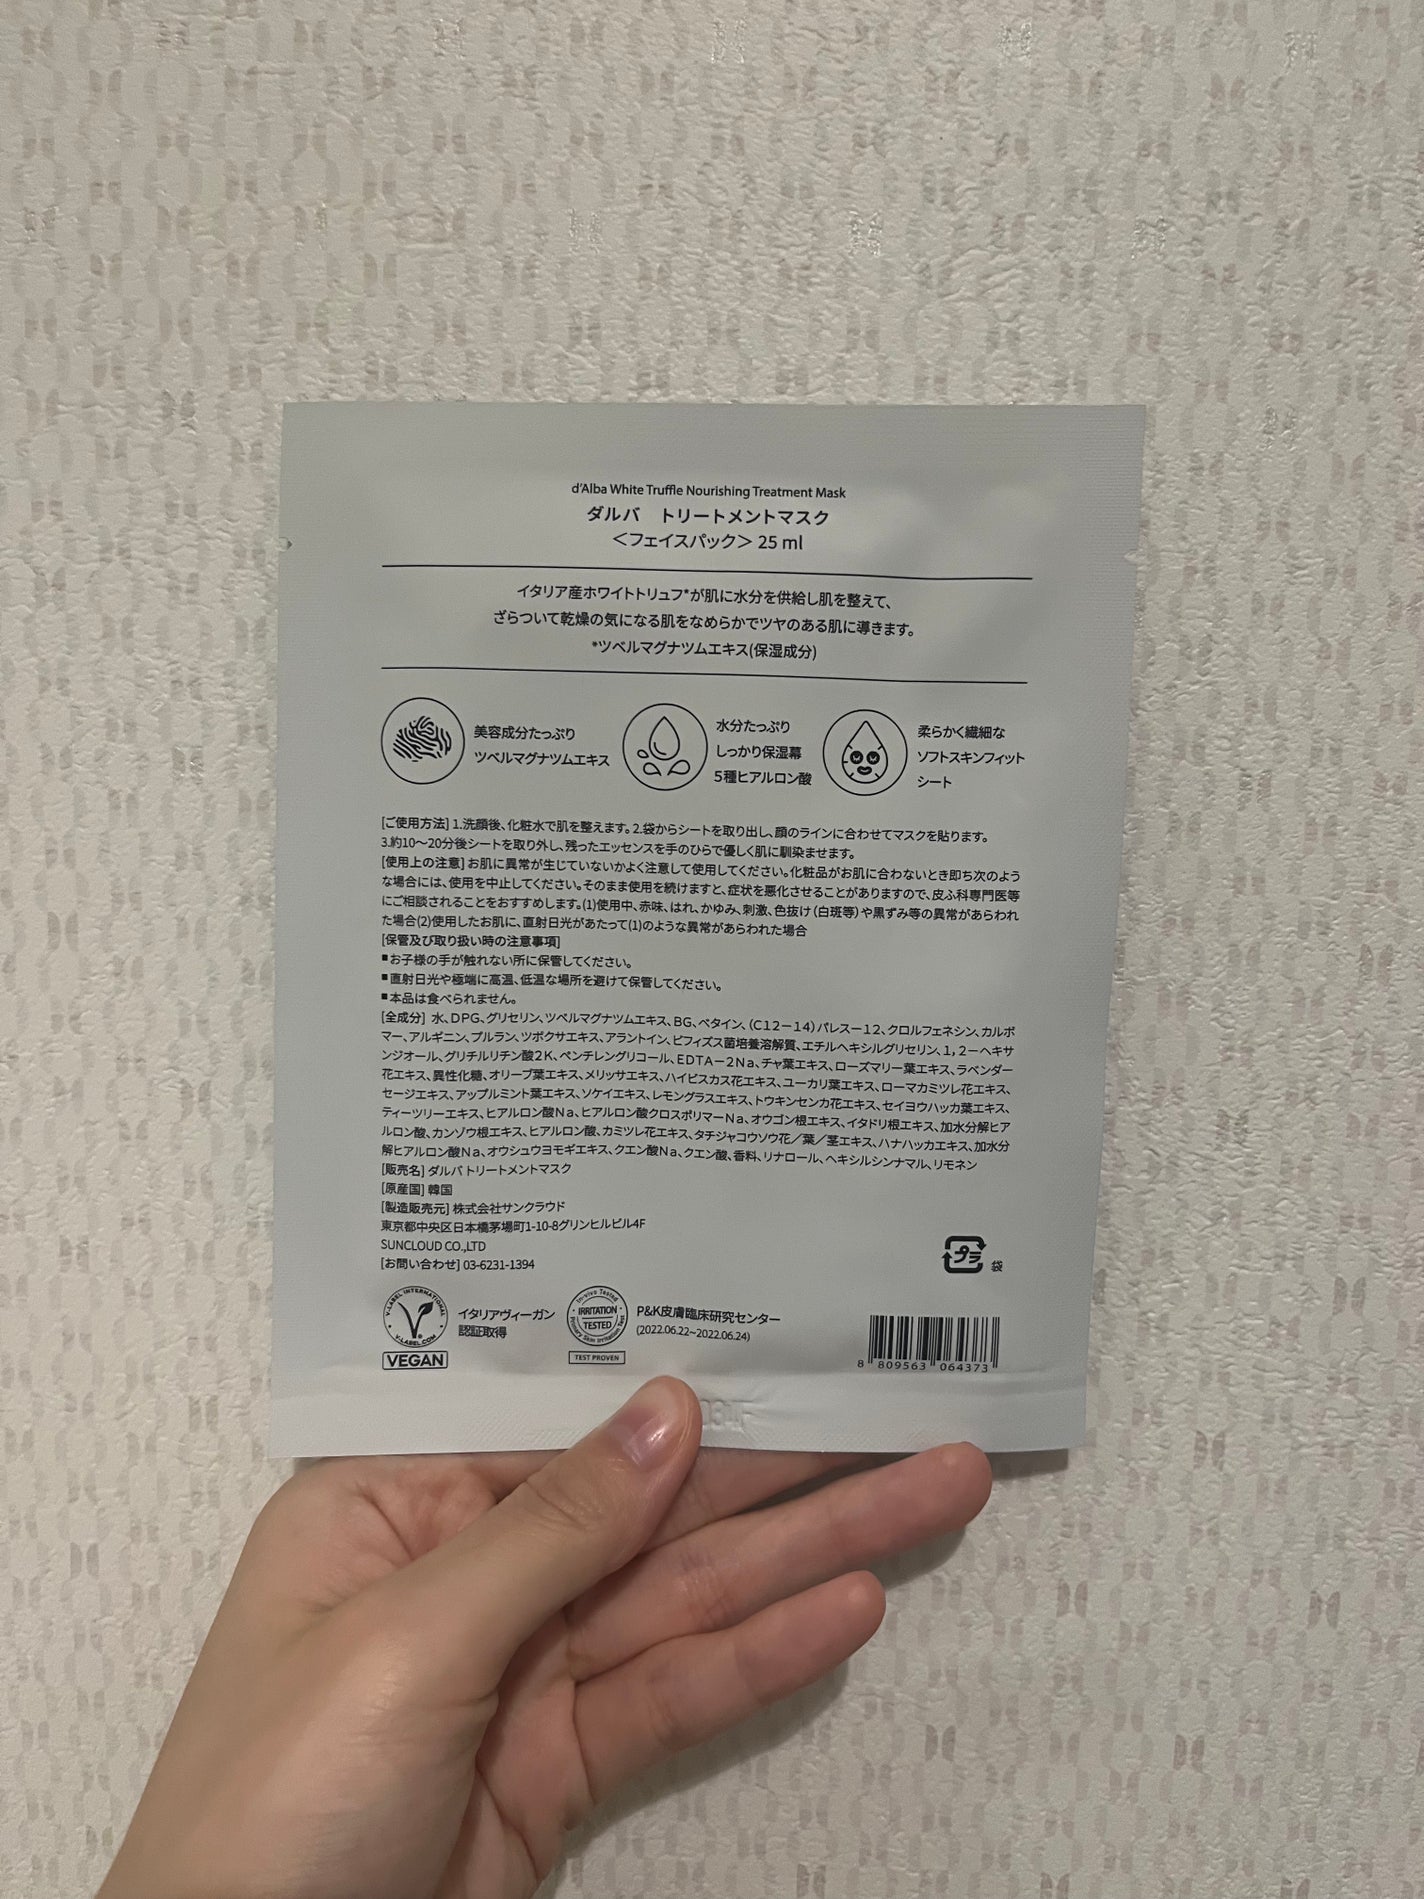 d'Alba White Truffle Nourishing Treatment Mask
ダルバ　トリートメントマスク
＜フェイスパック＞ 25 ml
イタリア産ホワイトトリュフ*が肌に水分を供給し肌を整えて、
ざらついて乾燥の気になる肌をなめらかでツヤのある肌に導きます。
*ツベルマグナツムエキス(保湿成分)
美容成分たっぷり
ツベルマグナツムエキス
水分たっぷり
しっかり保湿幕
5種ヒアルロン酸
柔らかく繊細な
ソフトスキンフィット
シート
[ご使用方法] 1.洗顔後、化粧水で肌を整えます。2.袋からシートを取り出し、顔のラインに合わせてマスクを貼ります。
3.約10～20分後シートを取り外し、残ったエッセンスを手のひらで優しく肌に馴染ませます。
[使用上の注意] お肌に異常が生じていないかよく注意して使用してください。化粧品がお肌に合わないとき即ち次のよう
な場合には、使用を中止してください。そのまま使用を続けますと、症状を悪化させることがありますので、皮ふ科専門医等
にご相談されることをおすすめします。(1)使用中、赤味、はれ、かゆみ、刺激、色抜け（白斑等）や黒ずみ等の異常があらわれ
た場合(2)使用したお肌に、直射日光があたって(1)のような異常があらわれた場合
[保管及び取り扱い時の注意事項]
■お子様の手が触れない所に保管してください。
■直射日光や極端に高温、低温な場所を避けて保管してください。
■本品は食べられません。
[全成分] 水、DPG、グリセリン、ツベルマグナツムエキス、BG、ベタイン、（C12－14）パレス－12、クロルフェネシン、カルボ
マー、アルギニン、プルラン、ツボクサエキス、アラントイン、ビフィズス菌培養溶解質、エチルヘキシルグリセリン、1，2－ヘキサ
ンジオール、グリチルリチン酸2K、ペンチレングリコール、EDTA－2Na、チャ葉エキス、ローズマリー葉エキス、ラベンダー
花エキス、異性化糖、オリーブ葉エキス、メリッサエキス、ハイビスカス花エキス、ユーカリ葉エキス、ローマカミツレ花エキス、
セージエキス、アップルミント葉エキス、ソケイエキス、レモングラスエキス、トウキンセンカ花エキス、セイヨウハッカ葉エキス、
ティーツリーエキス、ヒアルロン酸Na、ヒアルロン酸クロスポリマーNa、オウゴン根エキス、イタドリ根エキス、加水分解ヒア
ルロン酸、カンゾウ根エキス、ヒアルロン酸、カミツレ花エキス、タチジャコウソウ花／葉／茎エキス、ハナハッカエキス、加水分
解ヒアルロン酸Na、オウシュウヨモギエキス、クエン酸Na、クエン酸、香料、リナロール、ヘキシルシンナマル、リモネン
[販売名] ダルバ トリートメントマスク
[原産国] 韓国
[製造販売元] 株式会社サンクラウド
東京都中央区日本橋茅場町1-10-8グリンヒルビル4F
SUNCLOUD CO.,LTD
[お問い合わせ] 03-6231-1394
プラ 袋
V-LABEL INTERNATIONAL
V-LABEL.COM
VEGAN
イタリアヴィーガン
認証取得
In-vivo Tested
IRRITATION
TESTED
Primary Skin Irritation Test
TEST PROVEN
P&K皮膚臨床研究センター
(2022.06.22~2022.06.24)
8 809563 064373